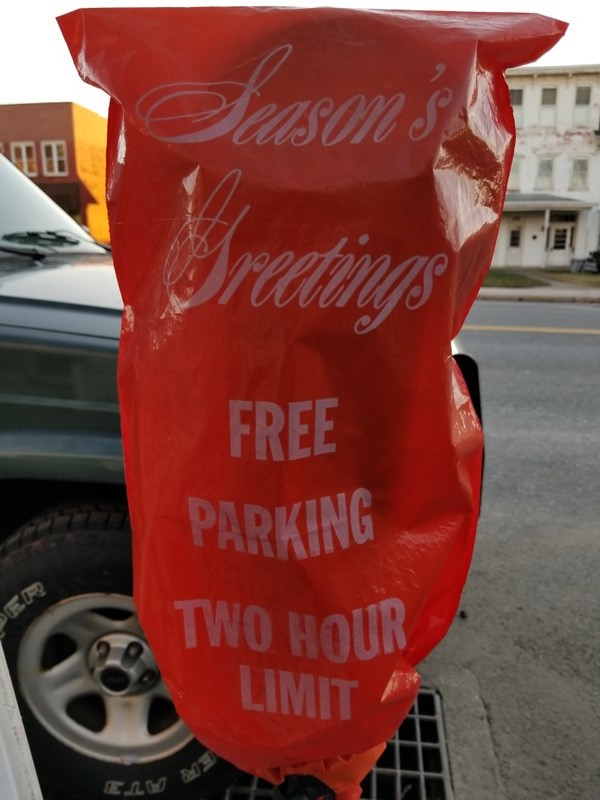 Season's
Greetings
FREE
PARKING
TWO HOUR
LIMIT